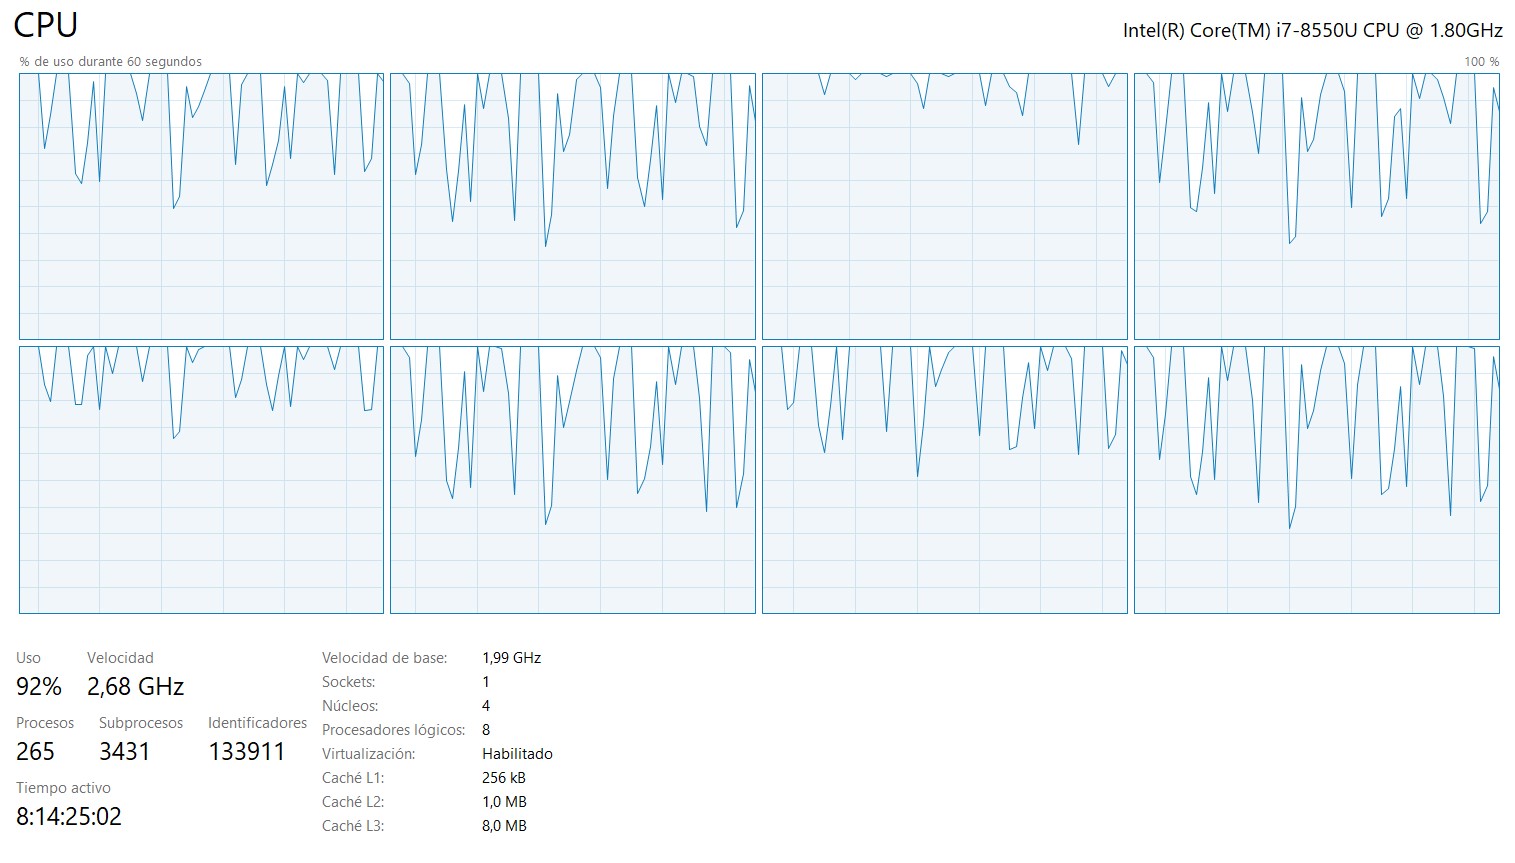 CPU
Intel(R) Core(TM) i7-8550U CPU @ 1.80GHz
% de uso durante 60 segundos
100 %
Uso
Velocidad
92%
2,68 GHz
Procesos
Subprocesos
Identificadores
265
3431
133911
Tiempo activo
8:14:25:02
Velocidad de base: 1,99 GHz
Sockets: 1
Núcleos: 4
Procesadores lógicos: 8
Virtualización: Habilitado
Caché L1: 256 kB
Caché L2: 1,0 MB
Caché L3: 8,0 MB